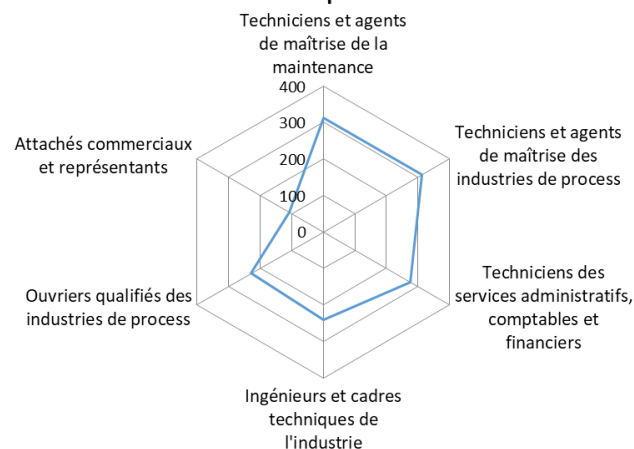 Techniciens et agents
de maîtrise de la
maintenance
400
300
200
100
0
Techniciens et agents
de maîtrise des
industries de process
Techniciens des
services administratifs,
comptables et
financiers
Ingénieurs et cadres
techniques de
l'industrie
Ouvriers qualifiés des
industries de process
Attachés commerciaux
et représentants